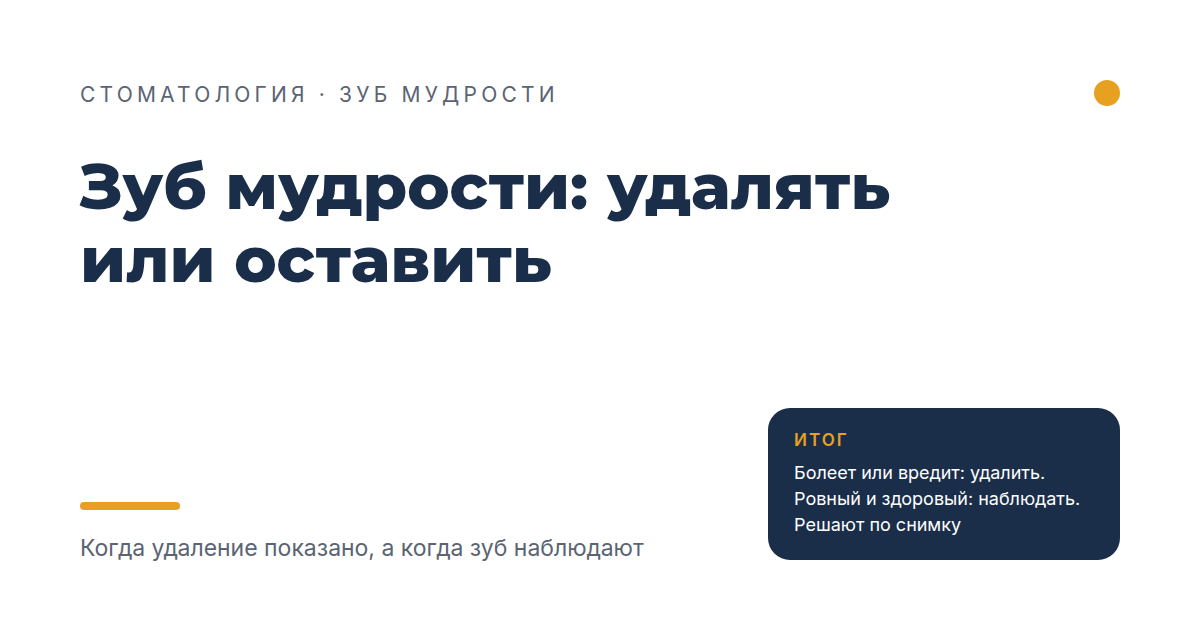 СТОМАТОЛОГИЯ · ЗУБ МУДРОСТИ
Зуб мудрости: удалять
или оставить
ИТОГ
Болеет или вредит: удалить.
Ровный и здоровый: наблюдать.
Решают по снимку
Когда удаление показано, а когда зуб наблюдают